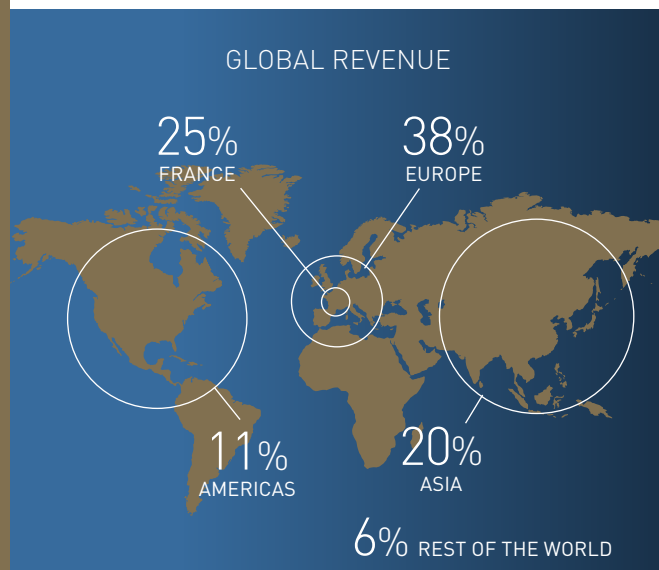 GLOBAL REVENUE
25%
FRANCE
38%
EUROPE
11%
AMERICAS
20%
ASIA
6% REST OF THE WORLD